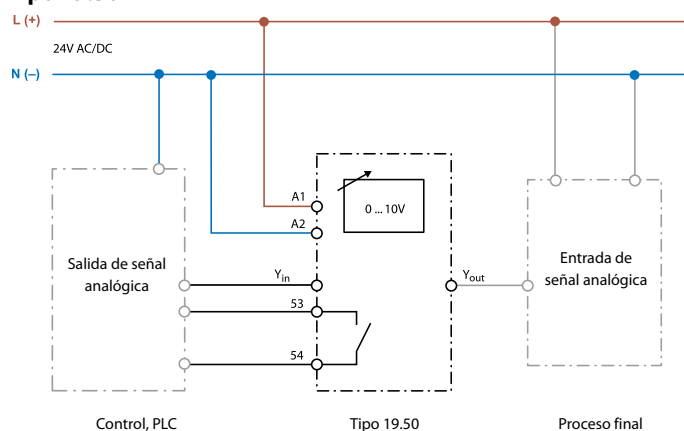 L (+)
24V AC/DC
N (–)
A1
0 ... 10V
A2
Salida de señal
analógica
Yin
Yout
Entrada de
señal analógica
53
54
Control, PLC
Tipo 19.50
Proceso final